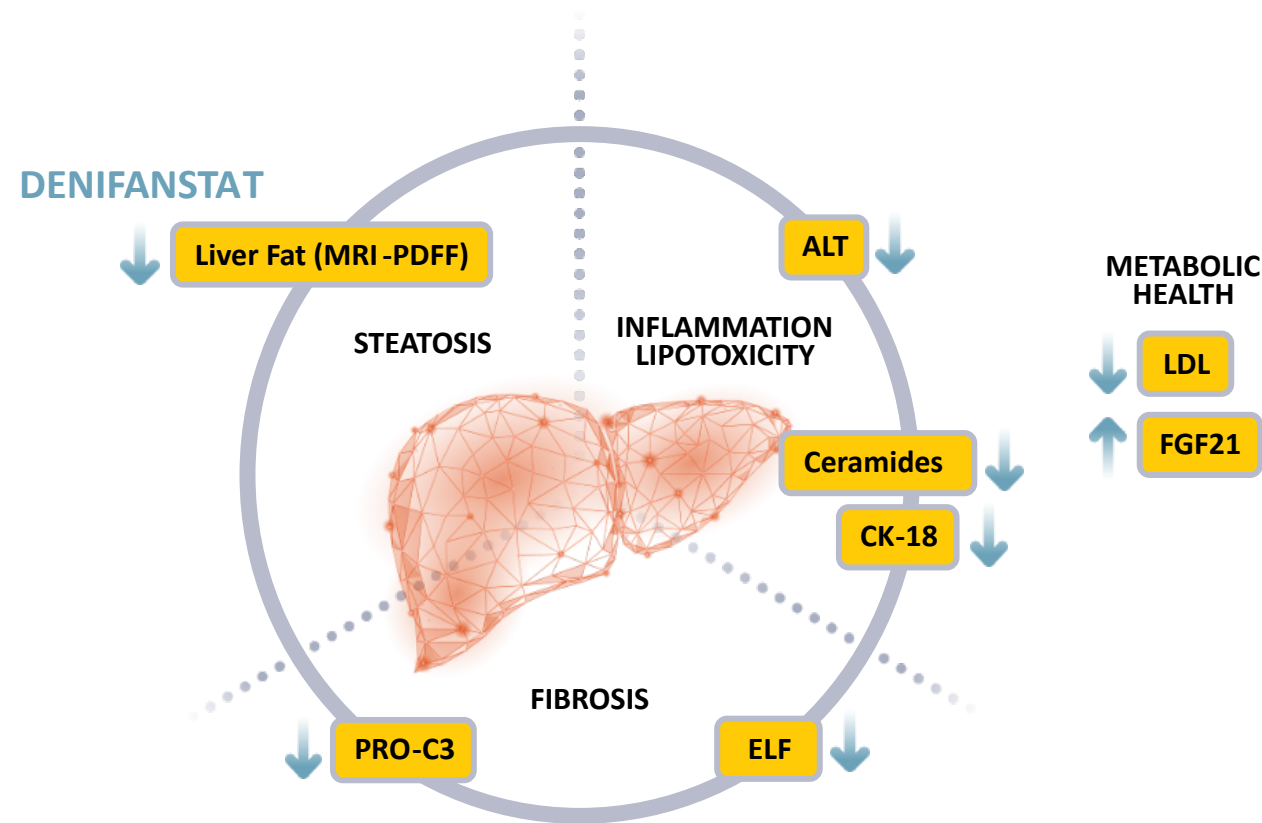 DENIFANSTAT
Liver Fat (MRI-PDFF)
STEATOSIS
ALT
INFLAMMATION
LIPOTOXICITY
Ceramides
CK-18
FIBROSIS
PRO-C3
ELF
METABOLIC
HEALTH
LDL
FGF21